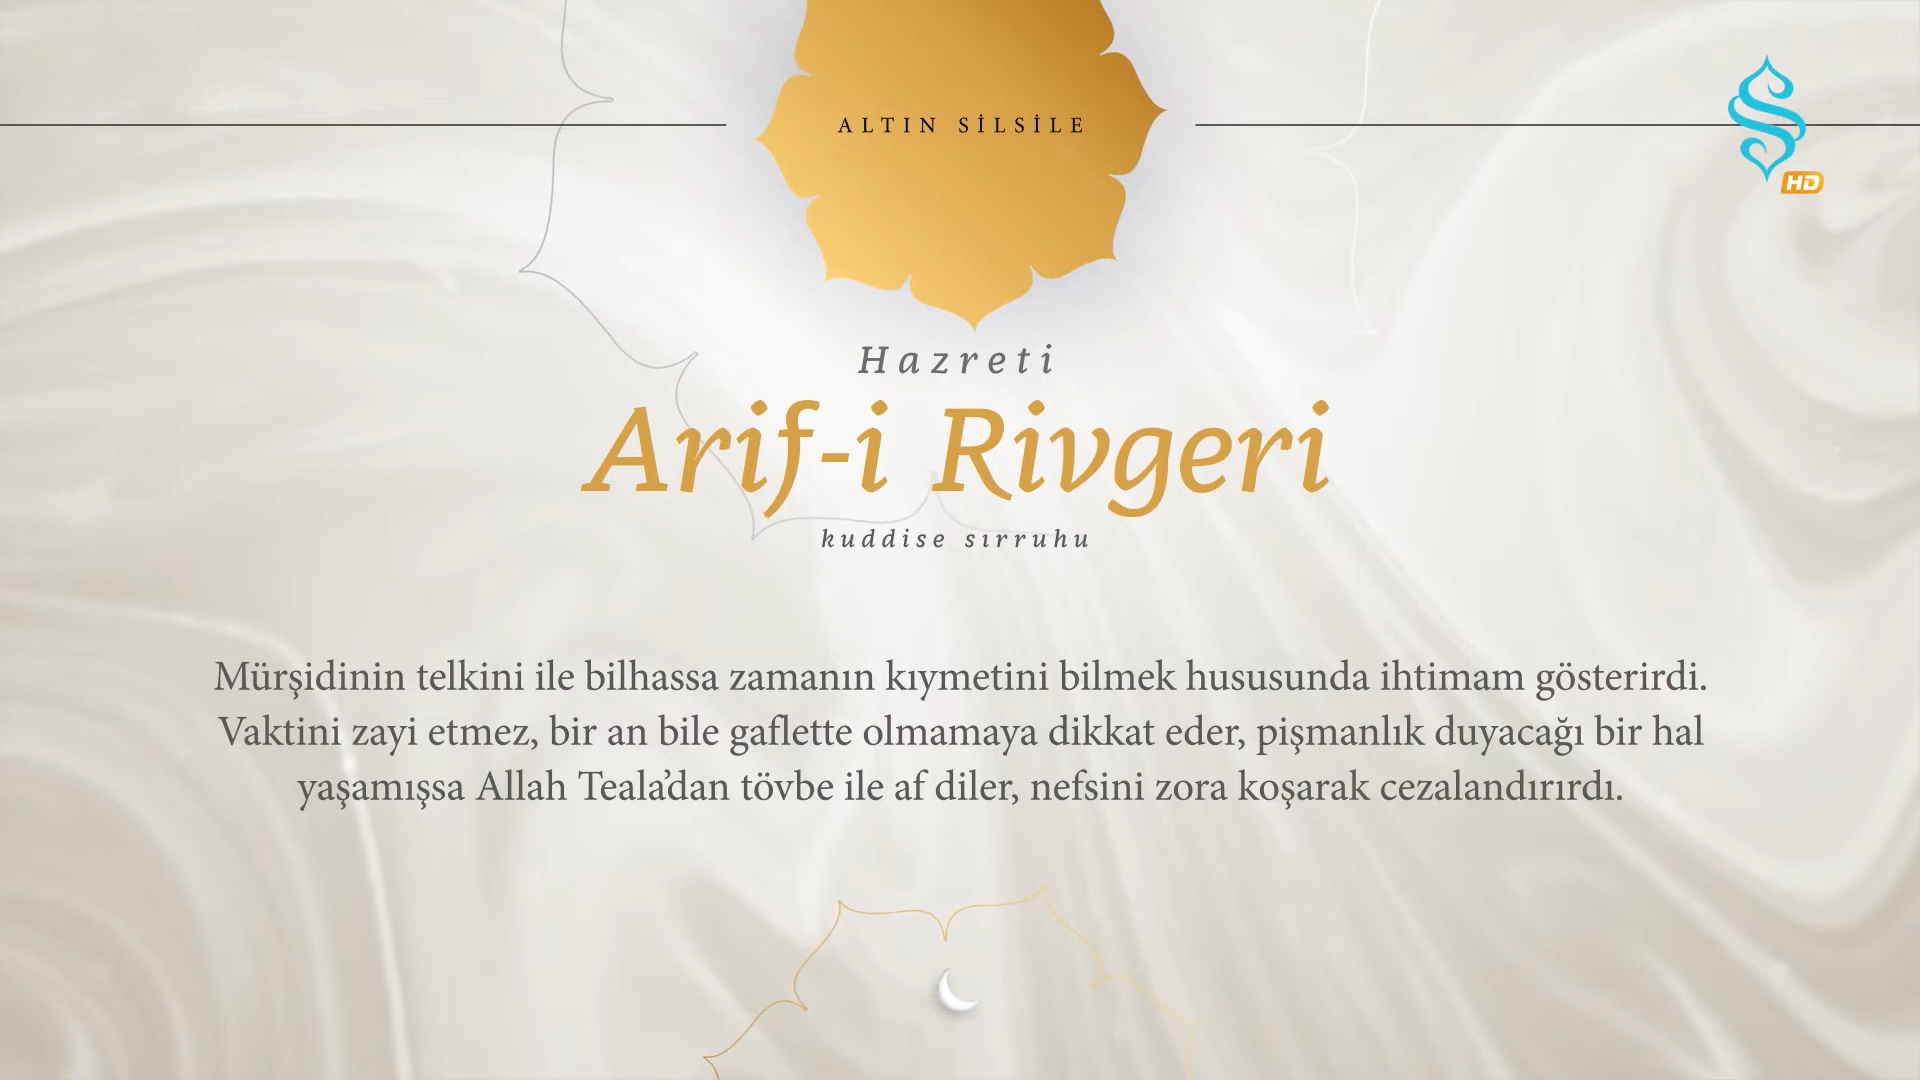 ALTIN SİLSİLE
HD
Hazreti
Arif-i Rivgeri
kuddise sırruhu
Mürşidinin telkini ile bilhassa zamanın kıymetini bilmek hususunda ihtimam gösterirdi.
Vaktini zayi etmez, bir an bile gaflette olmamaya dikkat eder, pişmanlık duyacağı bir hal
yaşamışsa Allah Teala’dan tövbe ile af diler, nefsini zora koşarak cezalandırırdı.